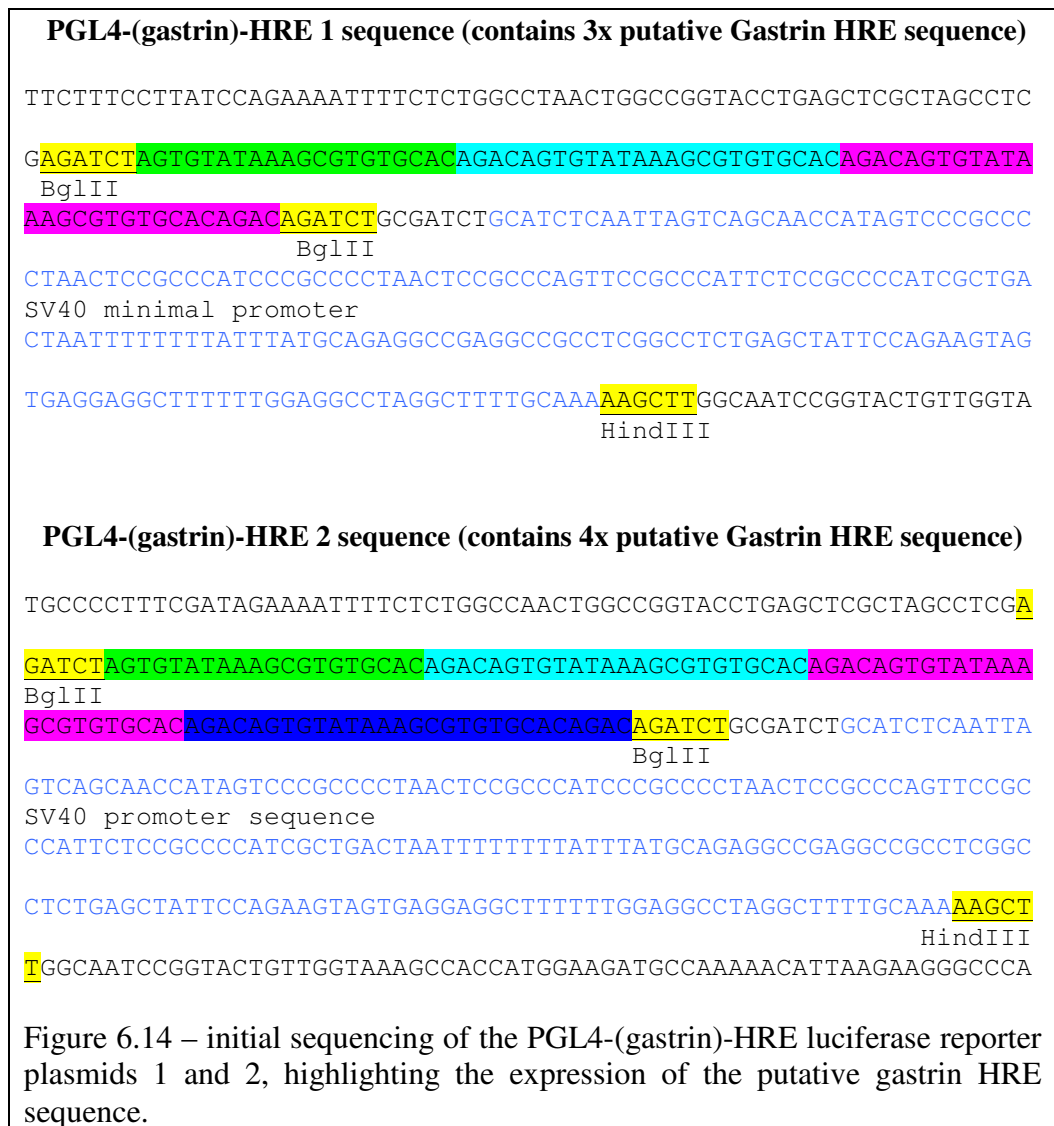 PGL4-(gastrin)-HRE 1 sequence (contains 3x putative Gastrin HRE sequence)
TTCTTTCCTTATCCAGAAAATTTTCTCTGGCCTAACTGGCCGGTACCTGAGCTCGCTAGCCTC
GAGATCTAGTGTATAAAGCGTGTGCACAGACAGTGTATAAAGCGTGTGCACAGACAGTGTATA
BglII
AAGCGTGTGCACAGACAGATCTGCGATCTGCATCTCAATTAGTCAGCAACCATAGTCCCGCCC
BglII
CTAACTCCGCCCATCCCGCCCCTAACTCCGCCCAGTTCCGCCCATTCTCCGCCCCATCGCTGA
SV40 minimal promoter
CTAATTTTTTTTATTTATGCAGAGGCCGAGGCCGCCTCGGCCTCTGAGCTATTCCAGAAGTAG
TGAGGAGGCTTTTTTGGAGGCCTAGGCTTTTGCAAAAAGCTTGGCAATCCGGTACTGTTGGTA
HindIII
PGL4-(gastrin)-HRE 2 sequence (contains 4x putative Gastrin HRE sequence)
TGCCCCTTTCGATAGAAAATTTTCTCTGGCCAACTGGCCGGTACCTGAGCTCGCTAGCCTCGA
GATCTAGTGTATAAAGCGTGTGCACAGACAGTGTATAAAGCGTGTGCACAGACAGTGTATAAA
BglII
GCGTGTGCACAGACAGTGTATAAAGCGTGTGCACAGACAGATCTGCGATCTGCATCTCAATTA
BglII
GTCAGCAACCATAGTCCCGCCCCTAACTCCGCCCATCCCGCCCCTAACTCCGCCCAGTTCCGC
SV40 promoter sequence
CCATTCTCCGCCCCATCGCTGACTAATTTTTTTTATTTATGCAGAGGCCGAGGCCGCCTCGGC
CTCTGAGCTATTCCAGAAGTAGTGAGGAGGCTTTTTTGGAGGCCTAGGCTTTTGCAAAAAGCT
HindIII
TGGCAATCCGGTACTGTTGGTAAAGCCACCATGGAAGATGCCAAAAACATTAAGAAGGGCCCA
Figure 6.14 – initial sequencing of the PGL4-(gastrin)-HRE luciferase reporter
plasmids 1 and 2, highlighting the expression of the putative gastrin HRE
sequence.